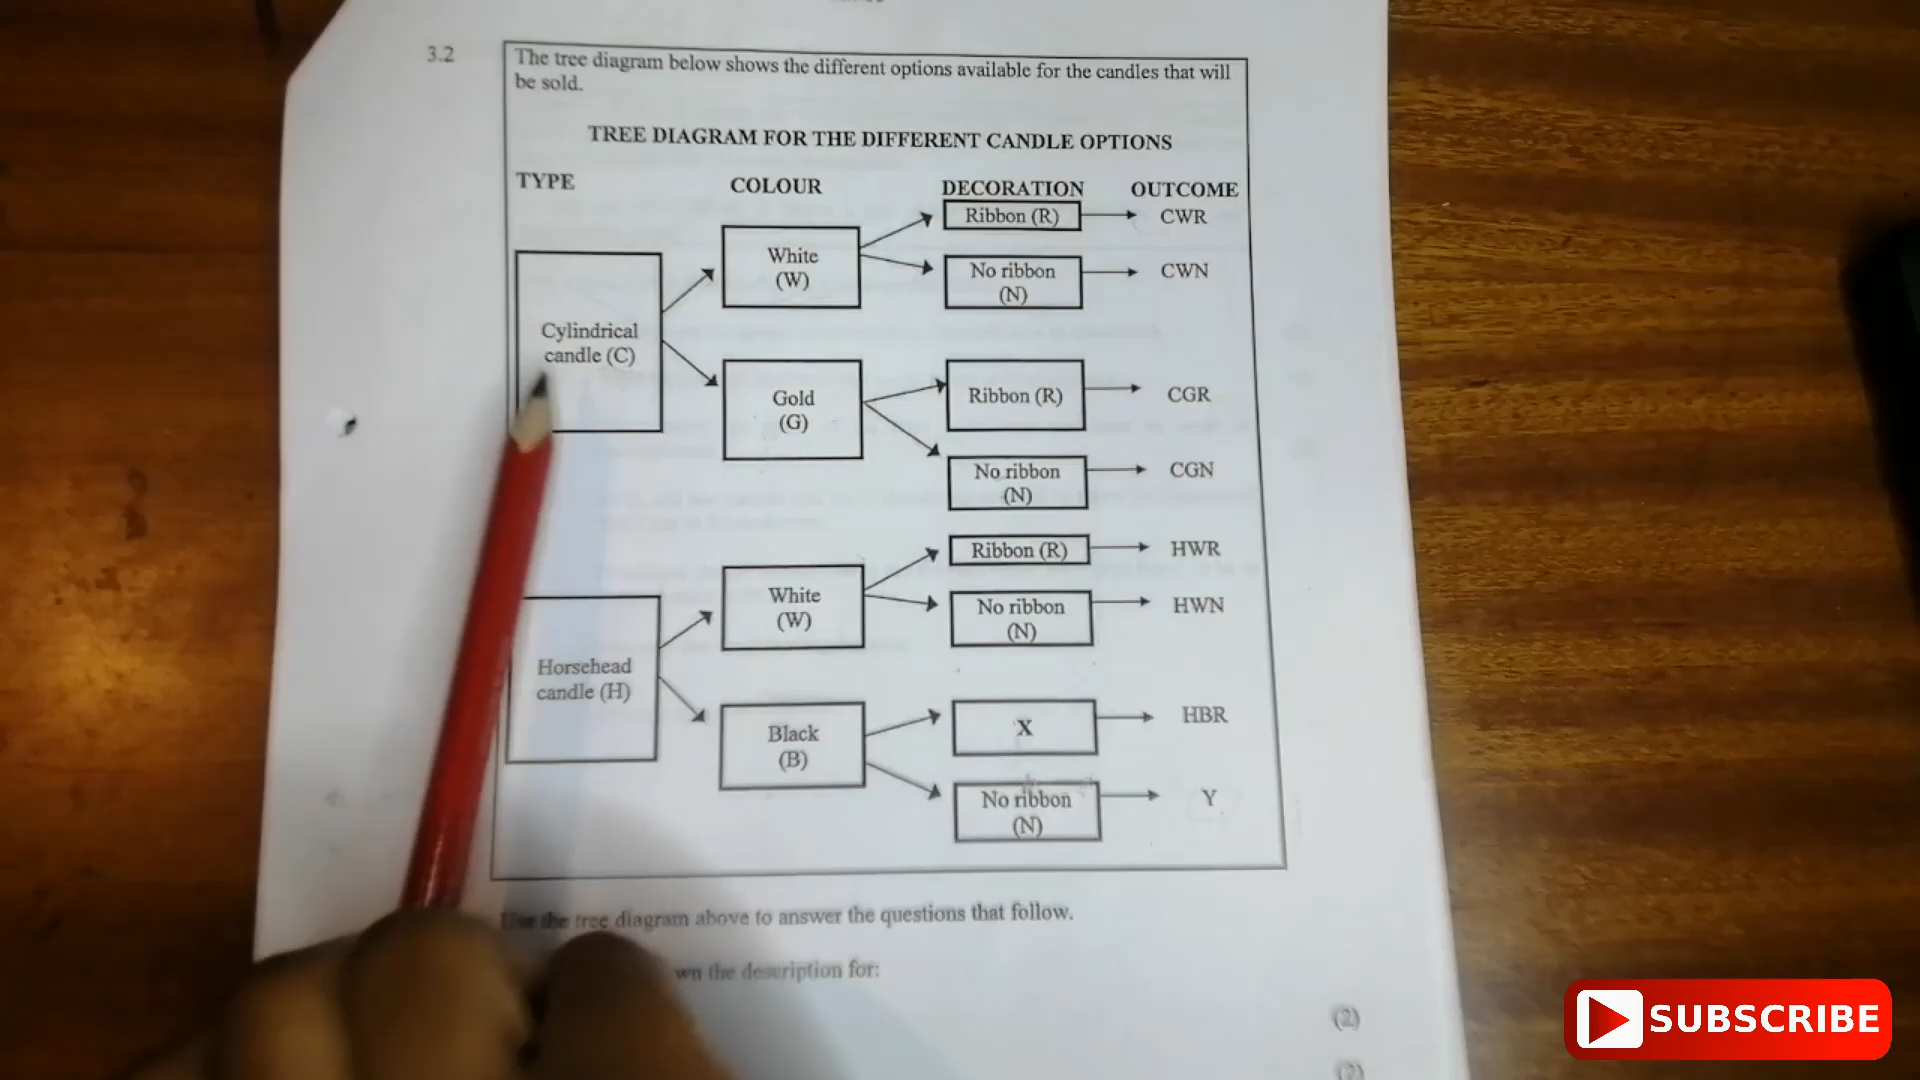 3.2
The tree diagram below shows the different options available for the candles that will
be sold.
TREE DIAGRAM FOR THE DIFFERENT CANDLE OPTIONS
TYPE COLOUR DECORATION OUTCOME
Ribbon (R) CWR
White
(W)
No ribbon
(N)
CWN
Cylindrical
candle (C)
Gold
(G)
Ribbon (R) CGR
No ribbon
(N)
CGN
Ribbon (R) HWR
White
(W)
No ribbon
(N)
HWN
Horsehead
candle (H)
Black
(B)
X HBR
No ribbon
(N)
Y
Use the tree diagram above to answer the questions that follow.
the description for:
(2)
(2)
SUBSCRIBE